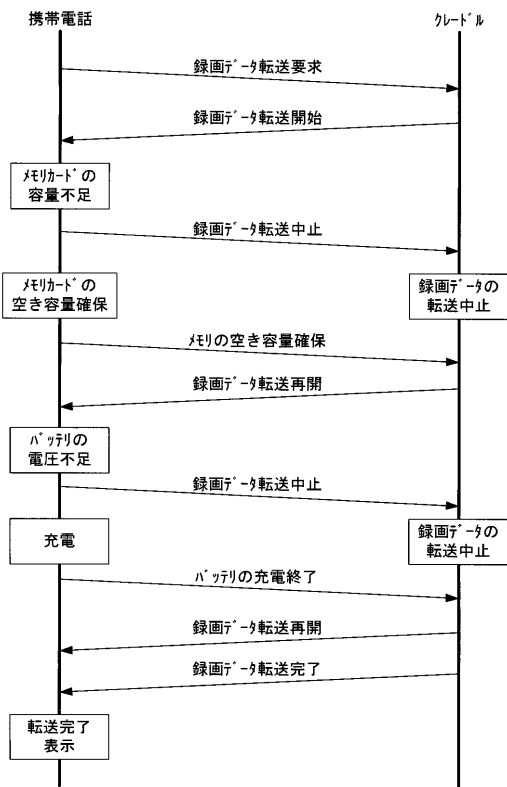 携帯電話
ｸﾚｰﾄﾞﾙ
録画ﾃﾞｰﾀ転送要求
録画ﾃﾞｰﾀ転送開始
ﾒﾓﾘｶｰﾄﾞの
容量不足
録画ﾃﾞｰﾀ転送中止
ﾒﾓﾘｶｰﾄﾞの
空き容量確保
録画ﾃﾞｰﾀの
転送中止
ﾒﾓﾘの空き容量確保
録画ﾃﾞｰﾀ転送再開
ﾊﾞｯﾃﾘの
電圧不足
録画ﾃﾞｰﾀ転送中止
充電
録画ﾃﾞｰﾀの
転送中止
ﾊﾞｯﾃﾘの充電終了
録画ﾃﾞｰﾀ転送再開
録画ﾃﾞｰﾀ転送完了
転送完了
表示